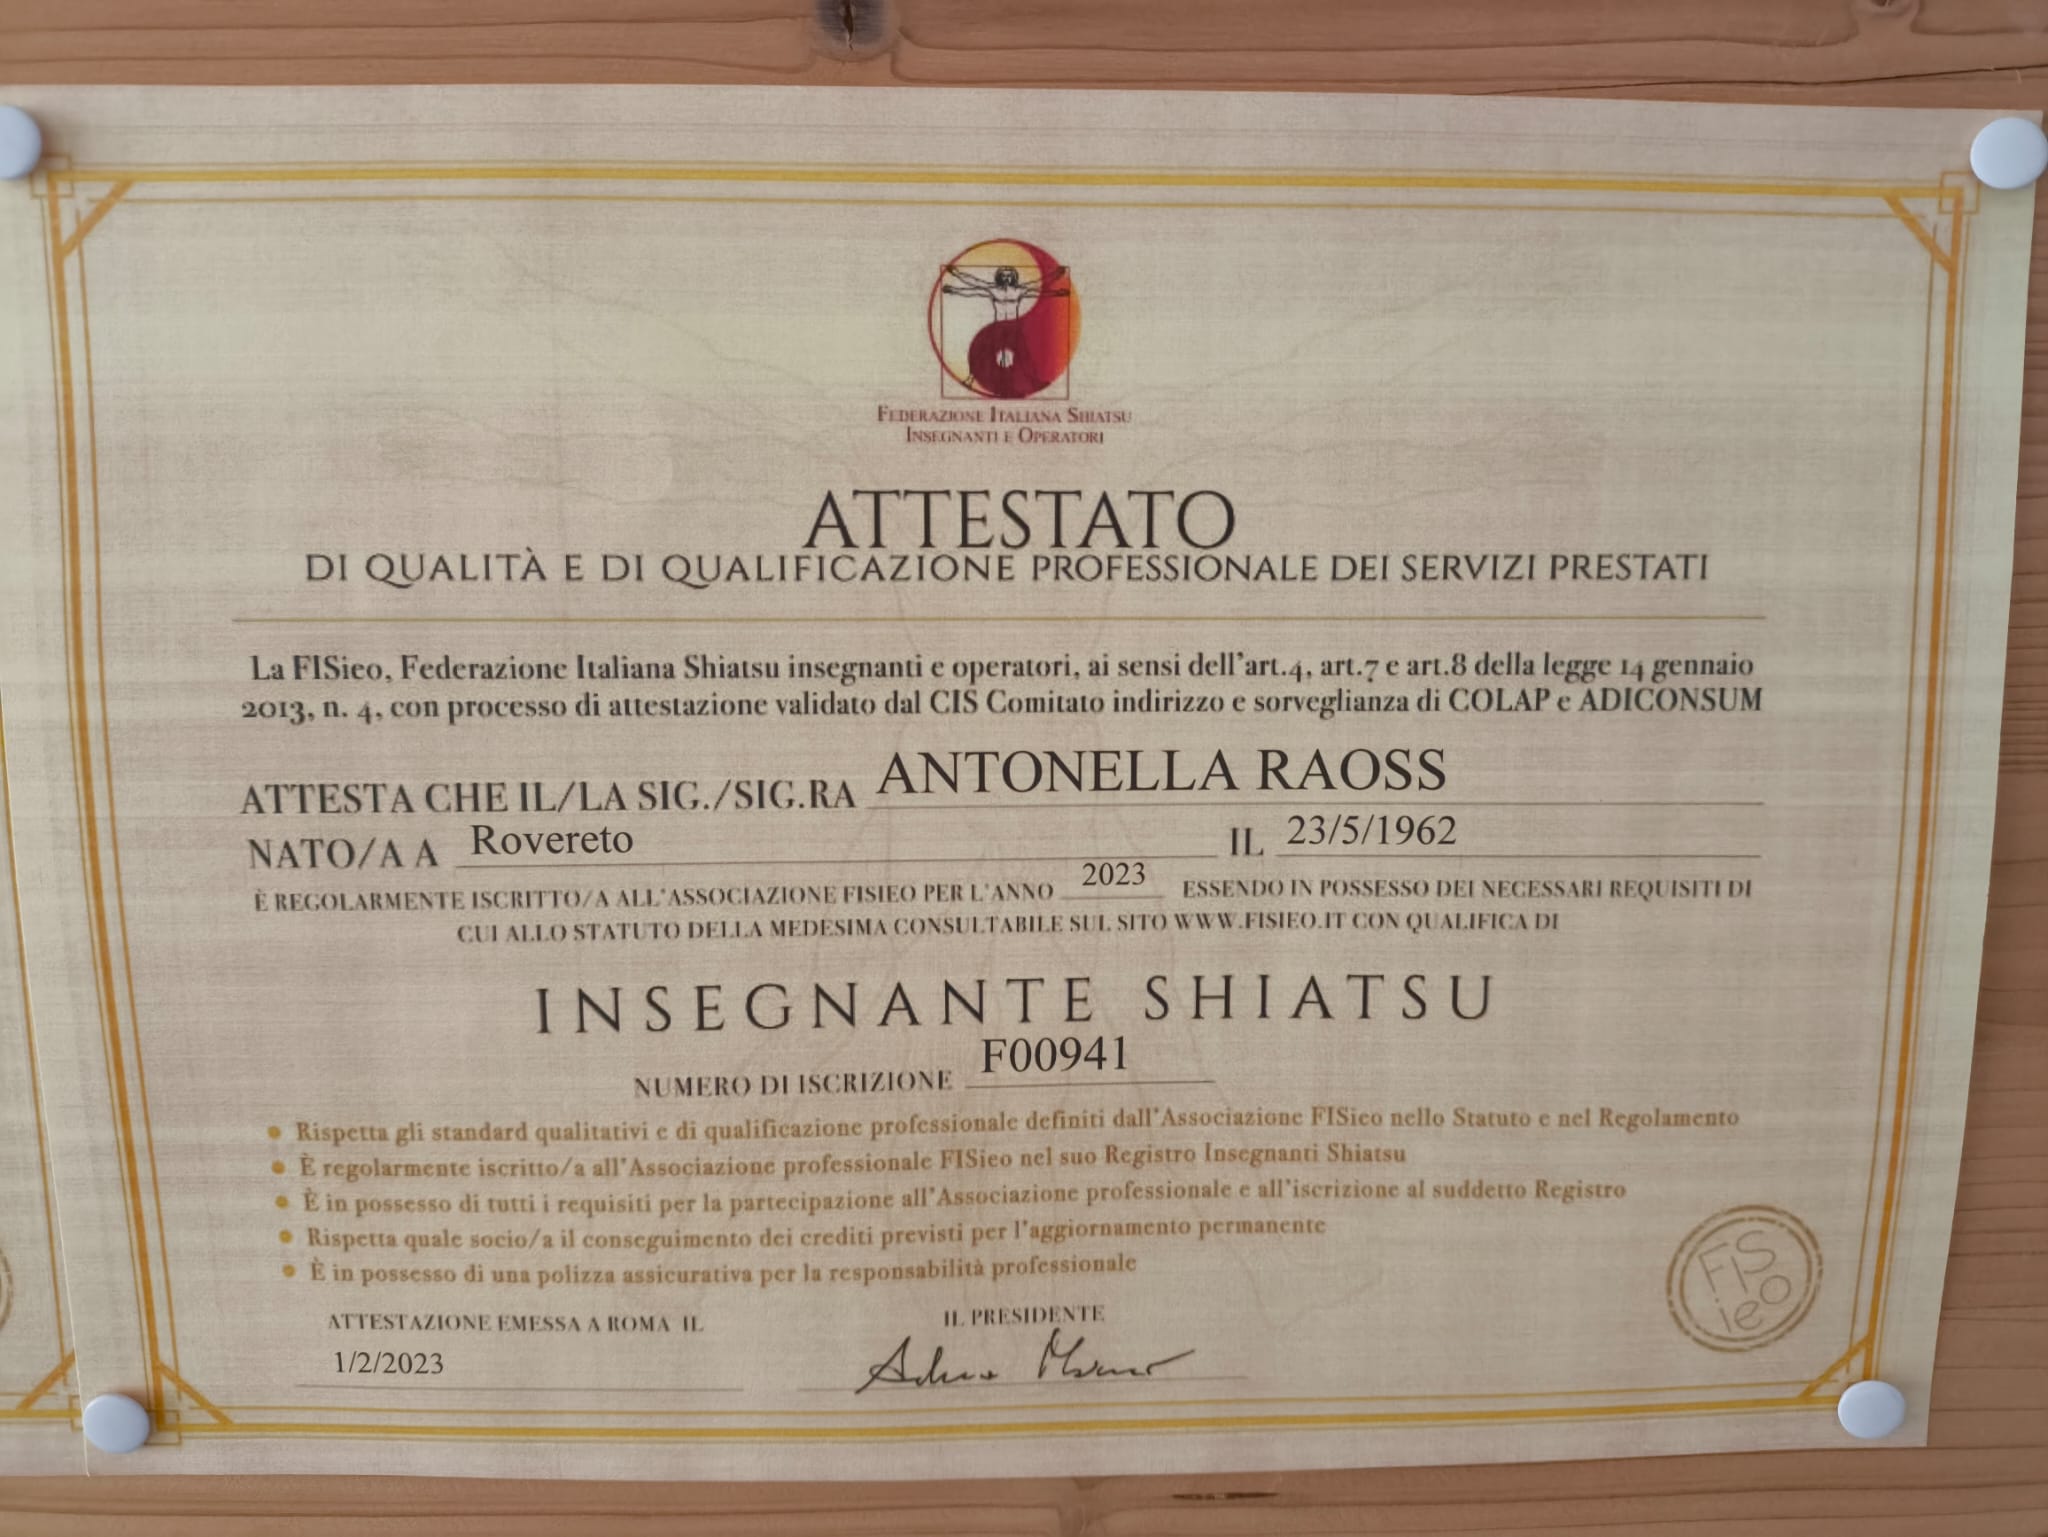 FEDERAZIONE ITALIANA SHIATSU
INSEGNANTI E OPERATORI
ATTESTATO
DI QUALITÀ E DI QUALIFICAZIONE PROFESSIONALE DEI SERVIZI PRESTATI
La FISieo, Federazione Italiana Shiatsu insegnanti e operatori, ai sensi dell'art.4, art.7 e art.8 della legge 14 gennaio
2013, n. 4, con processo di attestazione validato dal CIS Comitato indirizzo e sorveglianza di COLAP e ADICONSUM
ATTESTA CHE IL/LA SIG./SIG.RA ANTONELLA RAOSS
NATO/A A Rovereto IL 23/5/1962
È REGOLARMENTE ISCRITTO/A ALL'ASSOCIAZIONE FISIEO PER L'ANNO 2023 ESSENDO IN POSSESSO DEI NECESSARI REQUISITI DI
CUI ALLO STATUTO DELLA MEDESIMA CONSULTABILE SUL SITO WWW.FISIEO.IT CON QUALIFICA DI
INSEGNANTE SHIATSU
NUMERO DI ISCRIZIONE F00941
Rispetta gli standard qualitativi e di qualificazione professionale definiti dall'Associazione FISieo nello Statuto e nel Regolamento
È regolarmente iscritto/a all'Associazione professionale FISieo nel suo Registro Insegnanti Shiatsu
È in possesso di tutti i requisiti per la partecipazione all'Associazione professionale e all'iscrizione al suddetto Registro
Rispetta quale socio/a il conseguimento dei crediti previsti per l'aggiornamento permanente
È in possesso di una polizza assicurativa per la responsabilità professionale
ATTESTAZIONE EMESSA A ROMA IL
1/2/2023
IL PRESIDENTE
FIS
ieo